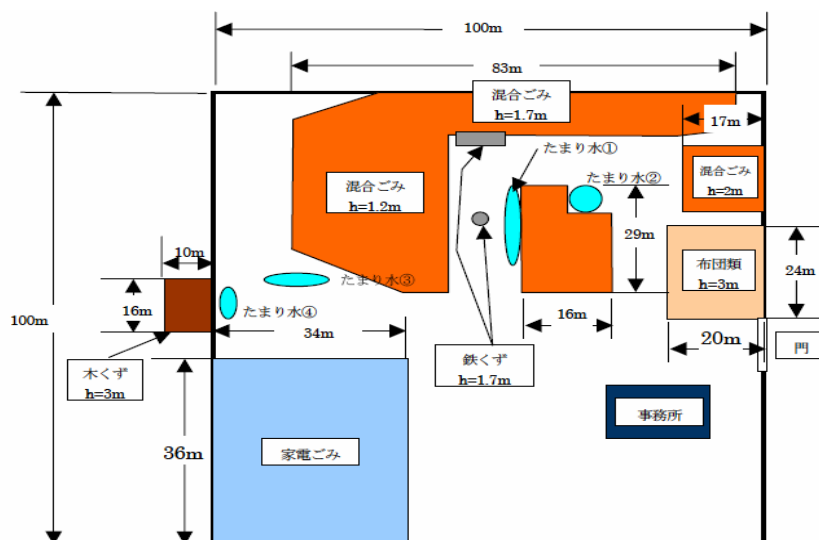 100m
83m
混合ごみ
h=1.7m
17m
たまり水①
たまり水②
混合ごみ
h=2m
混合ごみ
h=1.2m
29m
布団類
h=3m
24m
10m
たまり水③
16m
たまり水④
100m
34m
16m
20m
門
木くず
h=3m
鉄くず
h=1.7m
事務所
36m
家電ごみ